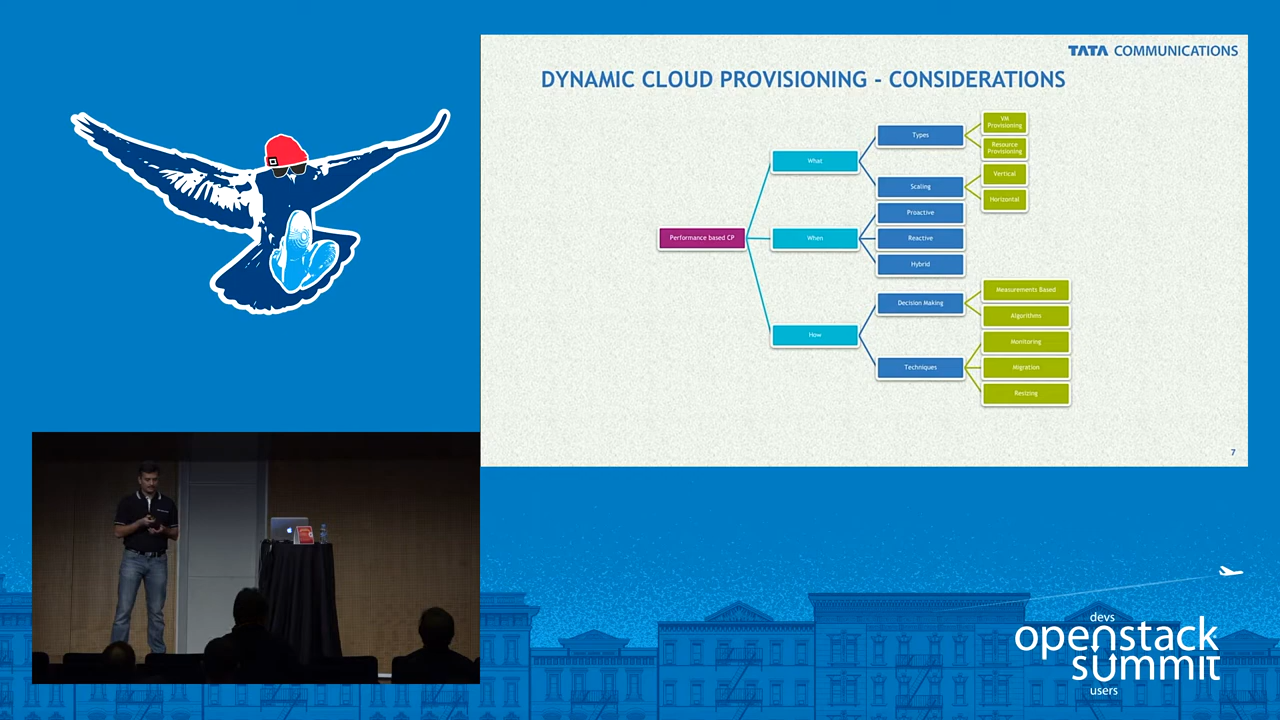 TATA COMMUNICATIONS
DYNAMIC CLOUD PROVISIONING - CONSIDERATIONS
Performance based CP
What
Types
VM
Provisioning
Resource
Provisioning
Scaling
Vertical
Horizontal
When
Proactive
Reactive
Hybrid
How
Decision Making
Measurements Based
Algorithms
Techniques
Monitoring
Migration
Resizing
7
devs
openstack
summit
users